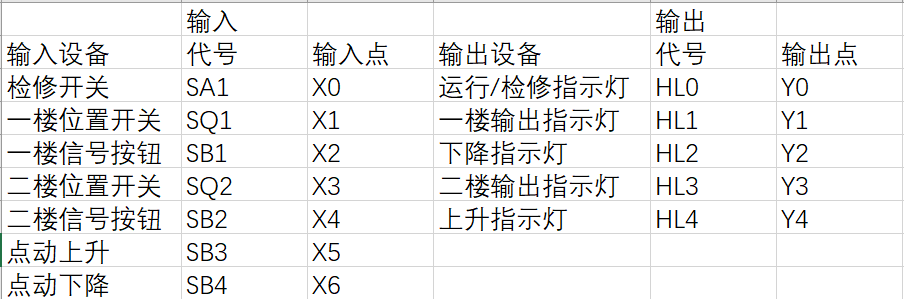 输入 输出
输入设备 代号 输入点 输出设备 代号 输出点
检修开关 SA1 X0 运行/检修指示灯 HL0 Y0
一楼位置开关 SQ1 X1 一楼输出指示灯 HL1 Y1
一楼信号按钮 SB1 X2 下降指示灯 HL2 Y2
二楼位置开关 SQ2 X3 二楼输出指示灯 HL3 Y3
二楼信号按钮 SB2 X4 上升指示灯 HL4 Y4
点动上升 SB3 X5
点动下降 SB4 X6